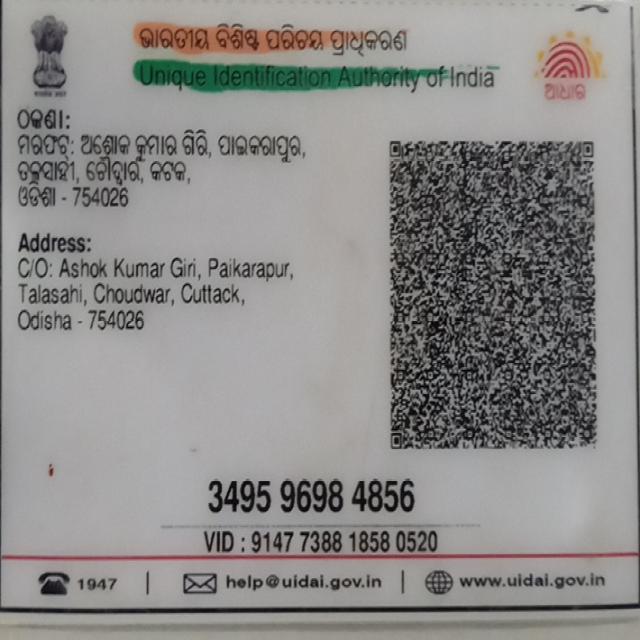 ଭାରତୀୟ ବିଶିଷ୍ଟ ପରିଚୟ ପ୍ରାଧିକରଣ
Unique Identification Authority of India
ଆଧାର
ଠିକଣା:
ମରଫତ୍: ଅଶୋକ କୁମାର ଗିରି, ପାଇକରାପୁର,
ତଳସାହୀ, ଚୌଦ୍ୱାର, କଟକ,
ଓଡିଶା - 754026
Address:
C/O: Ashok Kumar Giri, Paikarapur,
Talasahi, Choudwar, Cuttack,
Odisha - 754026
3495 9698 4856
VID : 9147 7388 1858 0520
1947
help@uidai.gov.in
www.uidai.gov.in